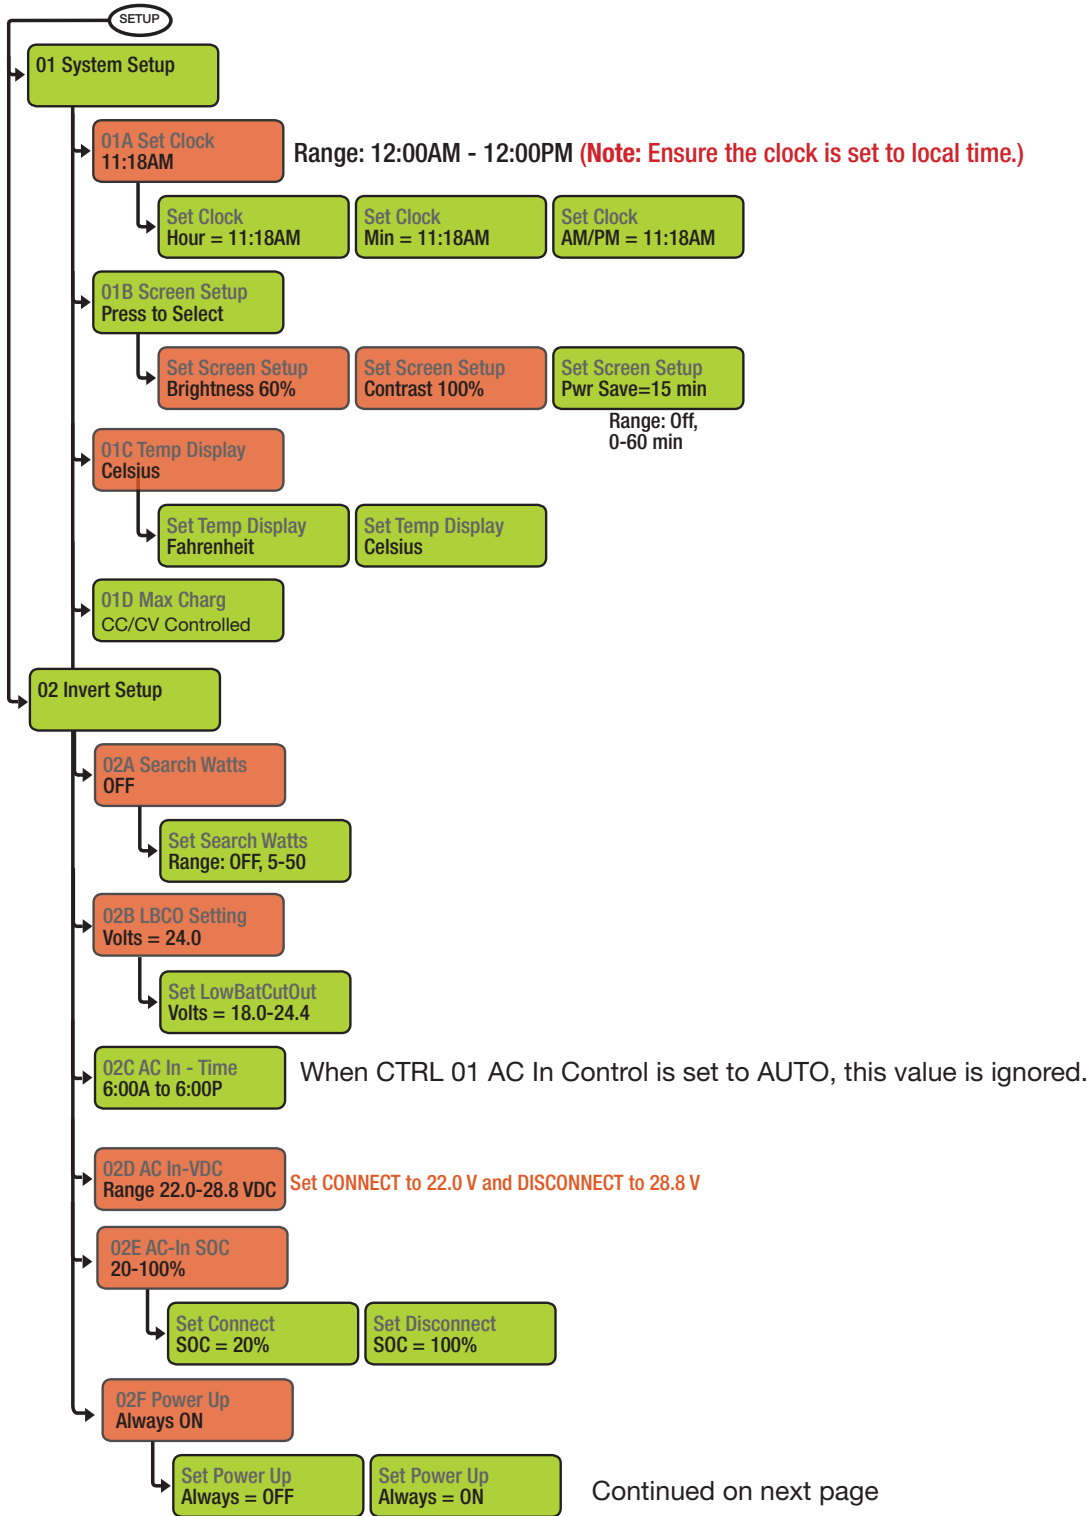 SETUP
01 System Setup
01A Set Clock
11:18AM
Range: 12:00AM - 12:00PM (Note: Ensure the clock is set to local time.)
Set Clock
Hour = 11:18AM
Set Clock
Min = 11:18AM
Set Clock
AM/PM = 11:18AM
01B Screen Setup
Press to Select
Set Screen Setup
Brightness 60%
Set Screen Setup
Contrast 100%
Set Screen Setup
Pwr Save=15 min
Range: Off,
0-60 min
01C Temp Display
Celsius
Set Temp Display
Fahrenheit
Set Temp Display
Celsius
01D Max Charg
CC/CV Controlled
02 Invert Setup
02A Search Watts
OFF
Set Search Watts
Range: OFF, 5-50
02B LBCO Setting
Volts = 24.0
Set LowBatCutOut
Volts = 18.0-24.4
02C AC In - Time
6:00A to 6:00P
When CTRL 01 AC In Control is set to AUTO, this value is ignored.
02D AC In-VDC
Range 22.0-28.8 VDC
Set CONNECT to 22.0 V and DISCONNECT to 28.8 V
02E AC-In SOC
20-100%
Set Connect
SOC = 20%
Set Disconnect
SOC = 100%
02F Power Up
Always ON
Set Power Up
Always = OFF
Set Power Up
Always = ON
Continued on next page